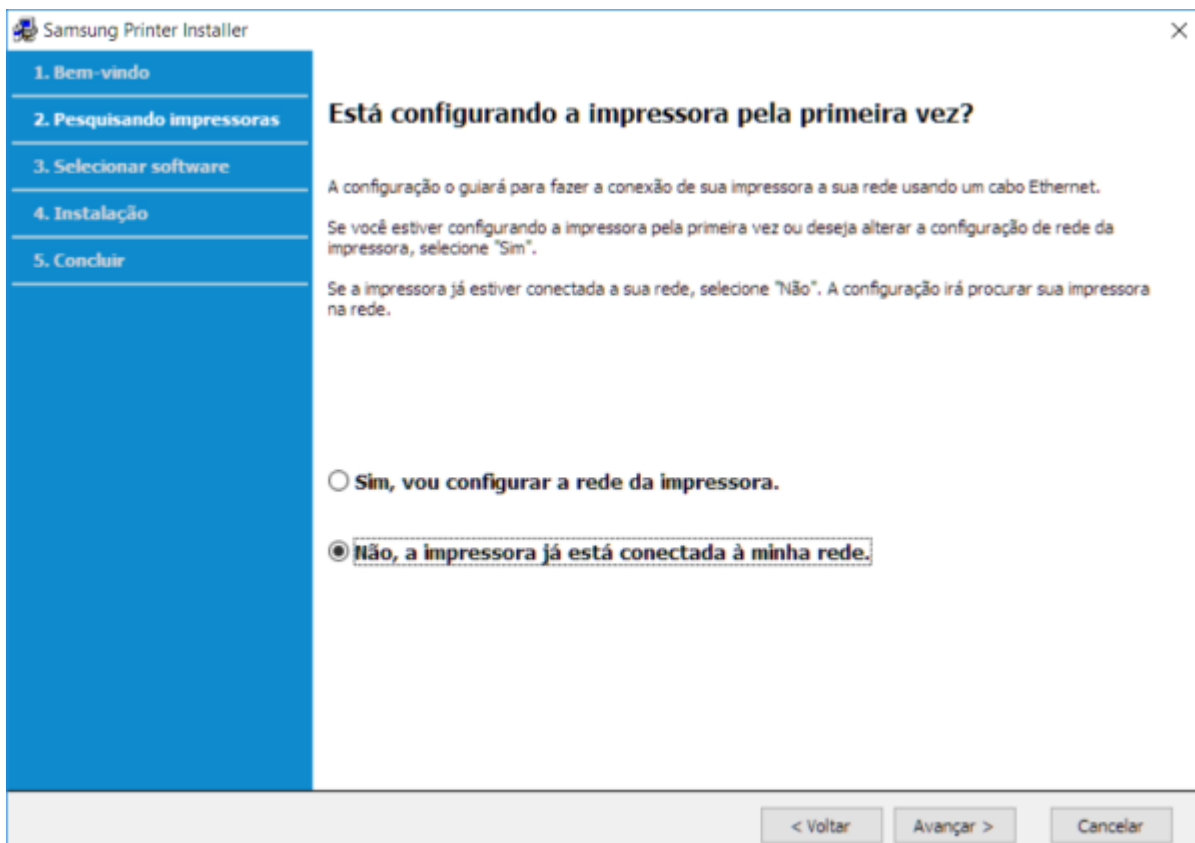 Samsung Printer Installer
1. Bem-vindo
2. Pesquisando impressoras
3. Selecionar software
4. Instalação
5. Concluir
Está configurando a impressora pela primeira vez?
A configuração o guiará para fazer a conexão de sua impressora a sua rede usando um cabo Ethernet.
Se você estiver configurando a impressora pela primeira vez ou deseja alterar a configuração de rede da
impressora, selecione "Sim".
Se a impressora já estiver conectada a sua rede, selecione "Não". A configuração irá procurar sua impressora
na rede.
Sim, vou configurar a rede da impressora.
Não, a impressora já está conectada à minha rede.
< Voltar
Avançar >
Cancelar